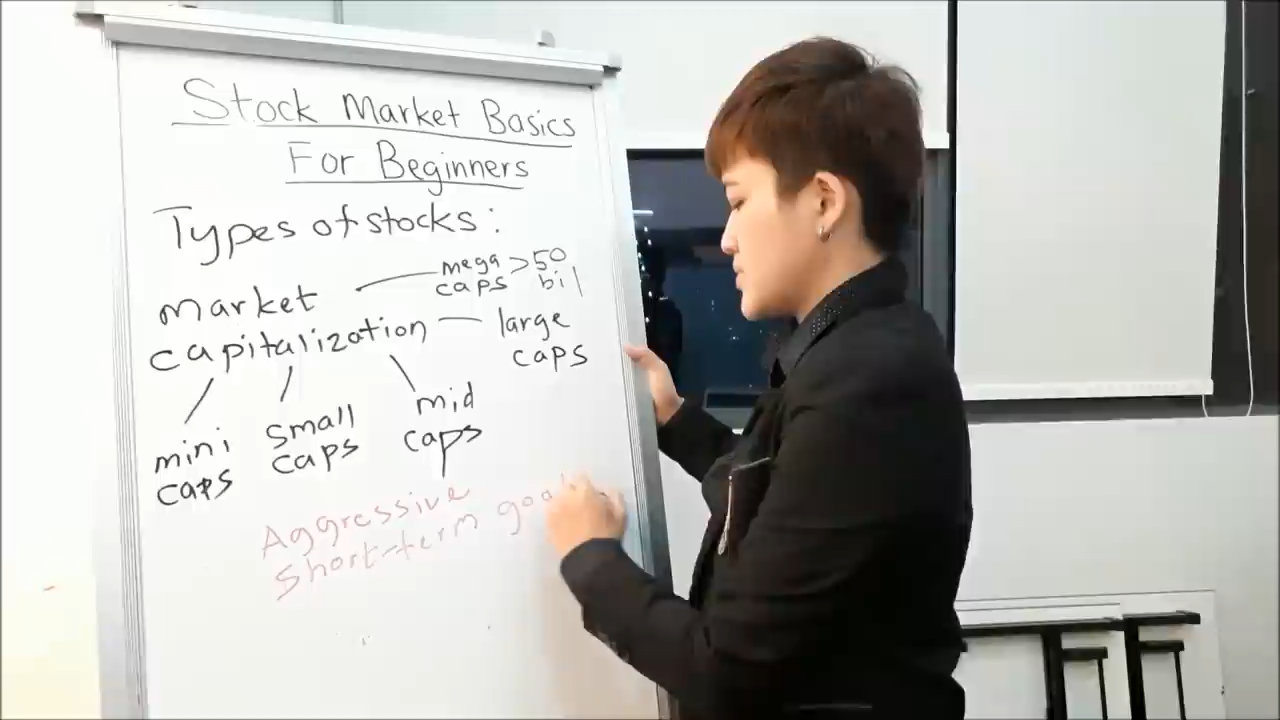 Stock Market Basics
For Beginners
Types of stocks:
market
capitalization
mega >50
caps bil
large
caps
mid
caps
small
caps
mini
caps
Aggressive
short-term